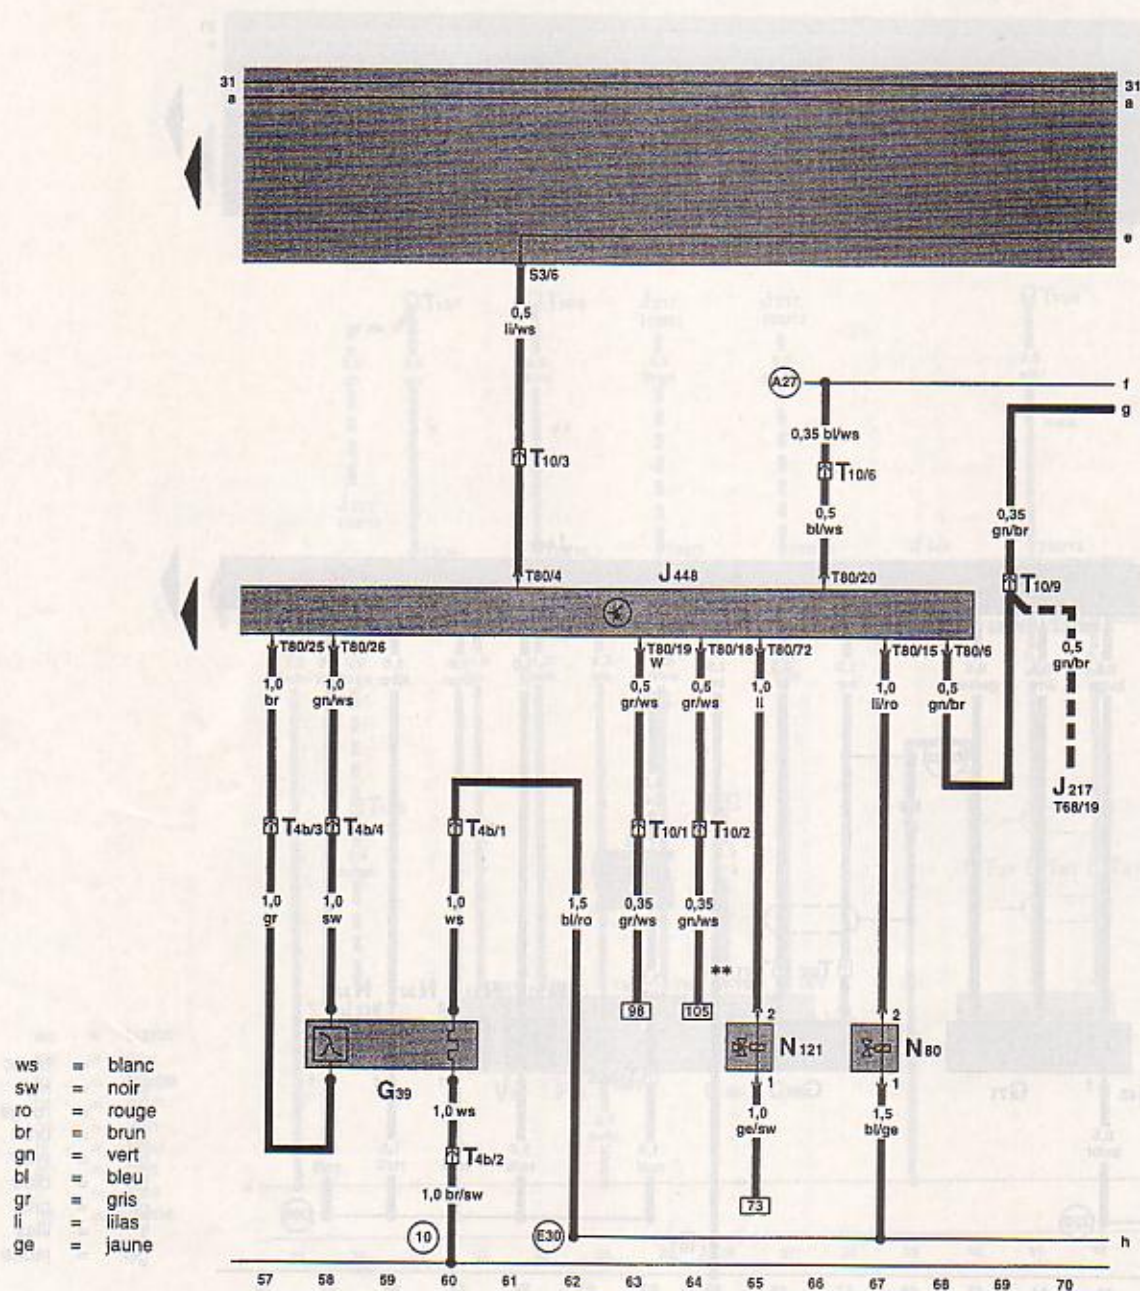 31
31
a
a
e
S3/6
0,5
li/ws
A27
f
g
0,35 bl/ws
T10/3
T10/6
0,5
bl/ws
0,35
gn/br
T80/4
J448
T80/20
T10/9
T80/25
T80/26
T80/19
W
T80/18
T80/72
T80/15
T80/6
0,5
gn/br
1,0
br
1,0
gn/ws
0,5
gr/ws
0,5
gr/ws
1,0
li
1,0
li/ro
0,5
gn/br
J217
T68/19
T4b/3
T4b/4
T4b/1
T10/1
T10/2
1,0
gr
1,0
sw
1,0
ws
1,5
bl/ro
0,35
gr/ws
0,35
gn/ws
**
98
105
2
2
N121
N80
G39
1
1
1,0 ws
1,0
ge/sw
1,5
bl/ge
T4b/2
1,0 br/sw
73
10
E30
h
ws = blanc
sw = noir
ro = rouge
br = brun
gn = vert
bl = bleu
gr = gris
li = lilas
ge = jaune
57 58 59 60 61 62 63 64 65 66 67 68 69 70